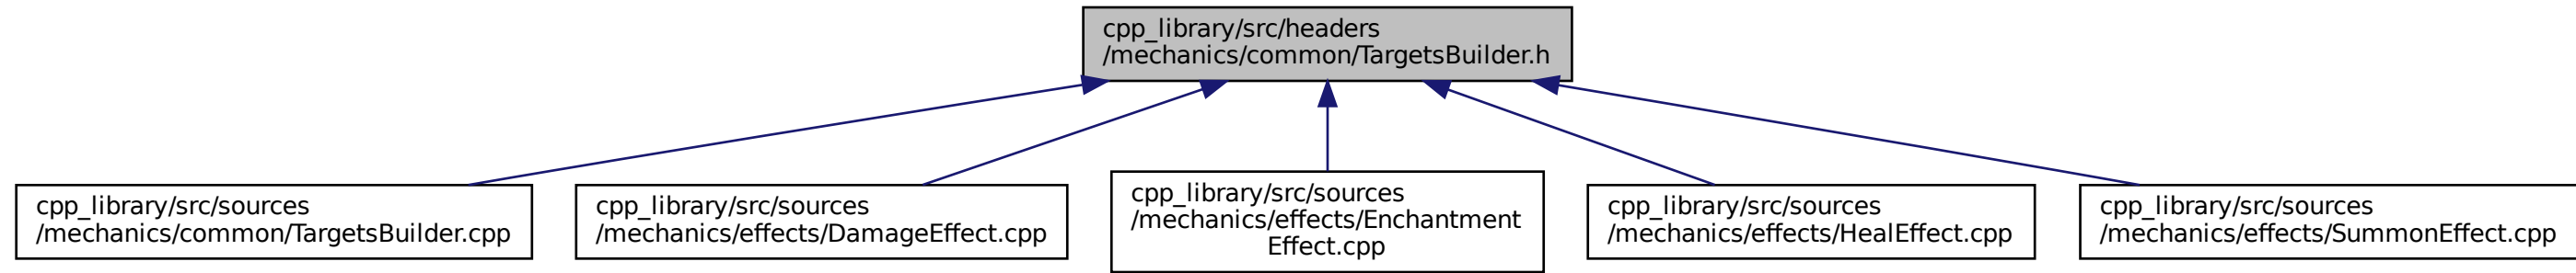 cpp_library/src/headers
/mechanics/common/TargetsBuilder.h
cpp_library/src/sources
/mechanics/common/TargetsBuilder.cpp
cpp_library/src/sources
/mechanics/effects/DamageEffect.cpp
cpp_library/src/sources
/mechanics/effects/Enchantment
Effect.cpp
cpp_library/src/sources
/mechanics/effects/HealEffect.cpp
cpp_library/src/sources
/mechanics/effects/SummonEffect.cpp